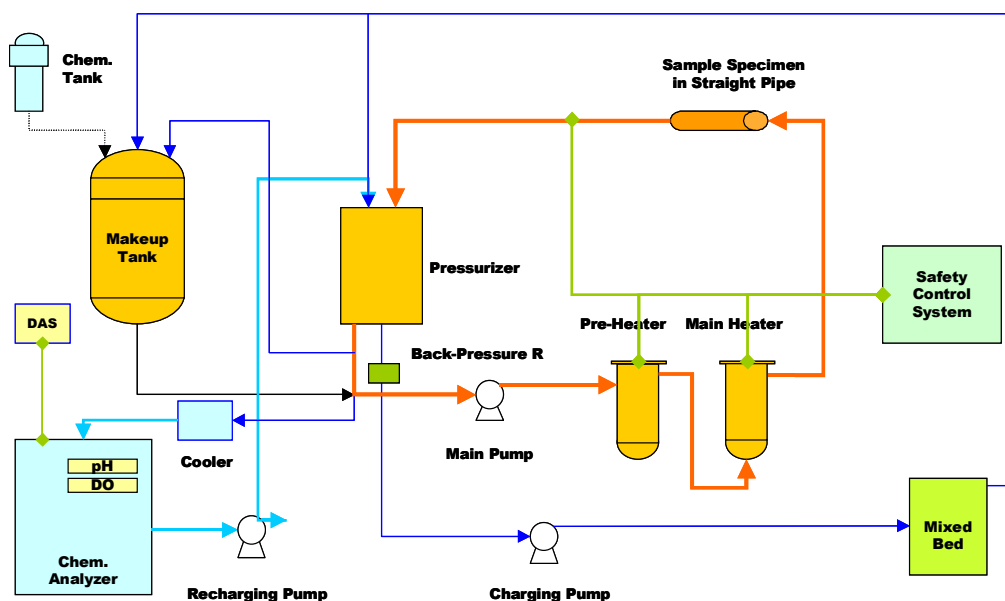 Chem.
Tank
Sample Specimen
in Straight Pipe
Makeup
Tank
Pressurizer
Safety
Control
System
DAS
Pre-Heater
Main Heater
Back-Pressure R
Cooler
Main Pump
pH
DO
Chem.
Analyzer
Recharging Pump
Charging Pump
Mixed
Bed